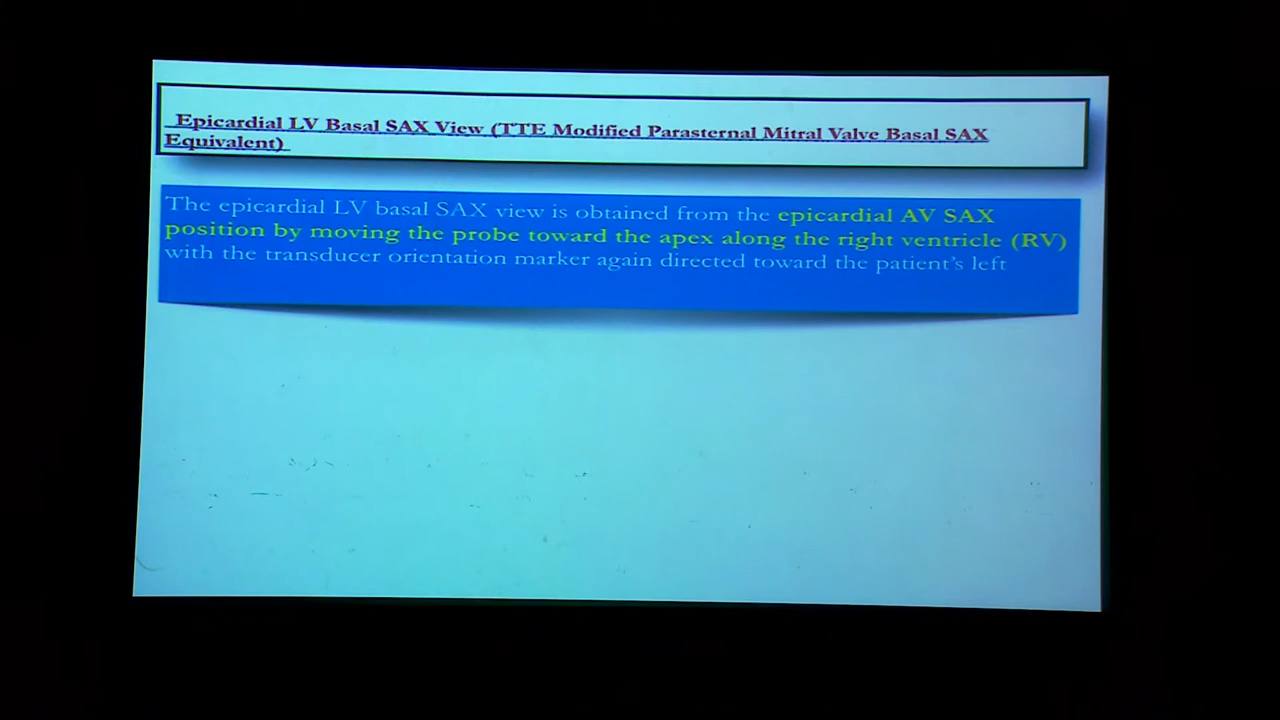 Epicardial LV Basal SAX View (TTE Modified Parasternal Mitral Valve Basal SAX
Equivalent)
The epicardial LV basal SAX view is obtained from the epicardial AV SAX
position by moving the probe toward the apex along the right ventricle (RV)
with the transducer orientation marker again directed toward the patient's left